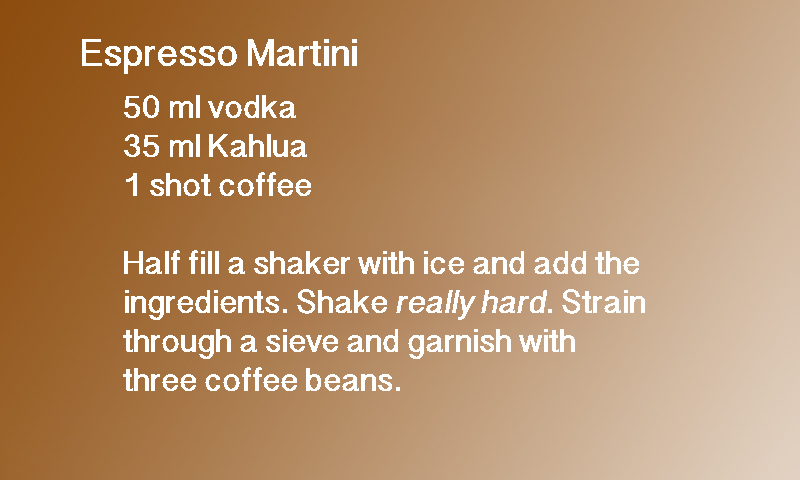 Espresso Martini
50 ml vodka
35 ml Kahlua
1 shot coffee
Half fill a shaker with ice and add the
ingredients. Shake really hard. Strain
through a sieve and garnish with
three coffee beans.